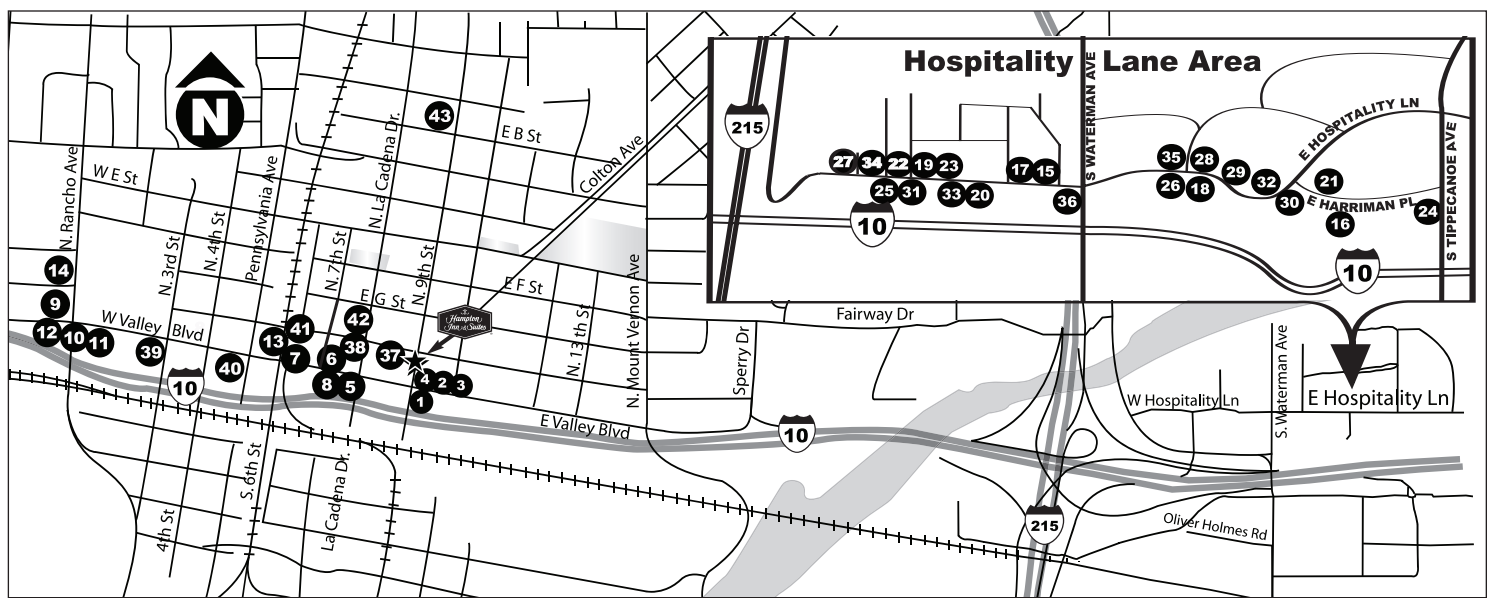 N
43
E B St
N. La Cadena Dr.
Colton Ave
N. Rancho Ave
W E St
Pennsylvania Ave
N. 4th St
N. 3rd St
N. 7th St
N. 9th St
E F St
E G St
N. 13 th St
N. Mount Vernon Ave
14
9
12
10
11
W Valley Blvd
39
40
13
41
7
42
38
6
37
8
5
4
2
3
1
Hampton
Inn & Suites
10
E Valley Blvd
S. 6th St
La Cadena Dr.
4th St
Hospitality Lane Area
215
S WATERMAN AVE
E HOSPITALITY LN
S TIPPECANOE AVE
27
34
22
19
23
17
15
25
31
33
20
36
35
28
29
32
21
26
18
30
E HARRIMAN PL
16
24
10
10
Fairway Dr
Sperry Dr
10
W Hospitality Ln
S. Waterman Ave
E Hospitality Ln
215
Oliver Holmes Rd